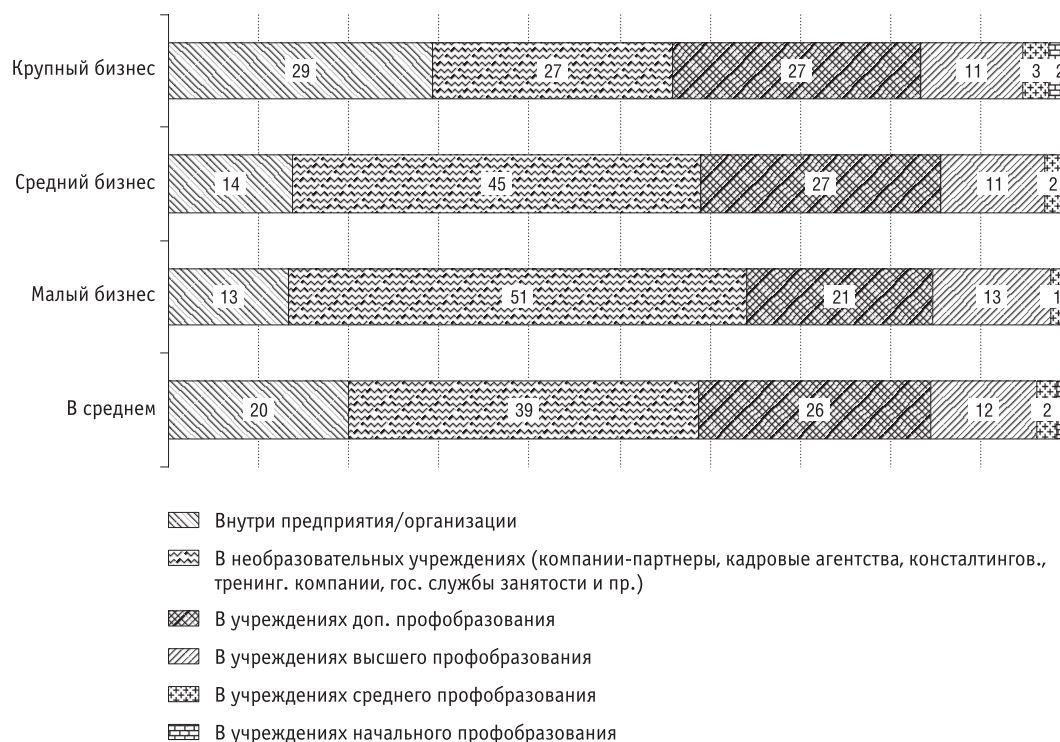 Крупный бизнес
29 27 27 11 3 2
Средний бизнес
14 45 27 11 2
Малый бизнес
13 51 21 13 1
В среднем
20 39 26 12 2
Внутри предприятия/организации
В необразовательных учреждениях (компании-партнеры, кадровые агентства, консталтингов.,
тренинг. компании, гос. службы занятости и пр.)
В учреждениях доп. профобразования
В учреждениях высшего профобразования
В учреждениях среднего профобразования
В учреждениях начального профобразования